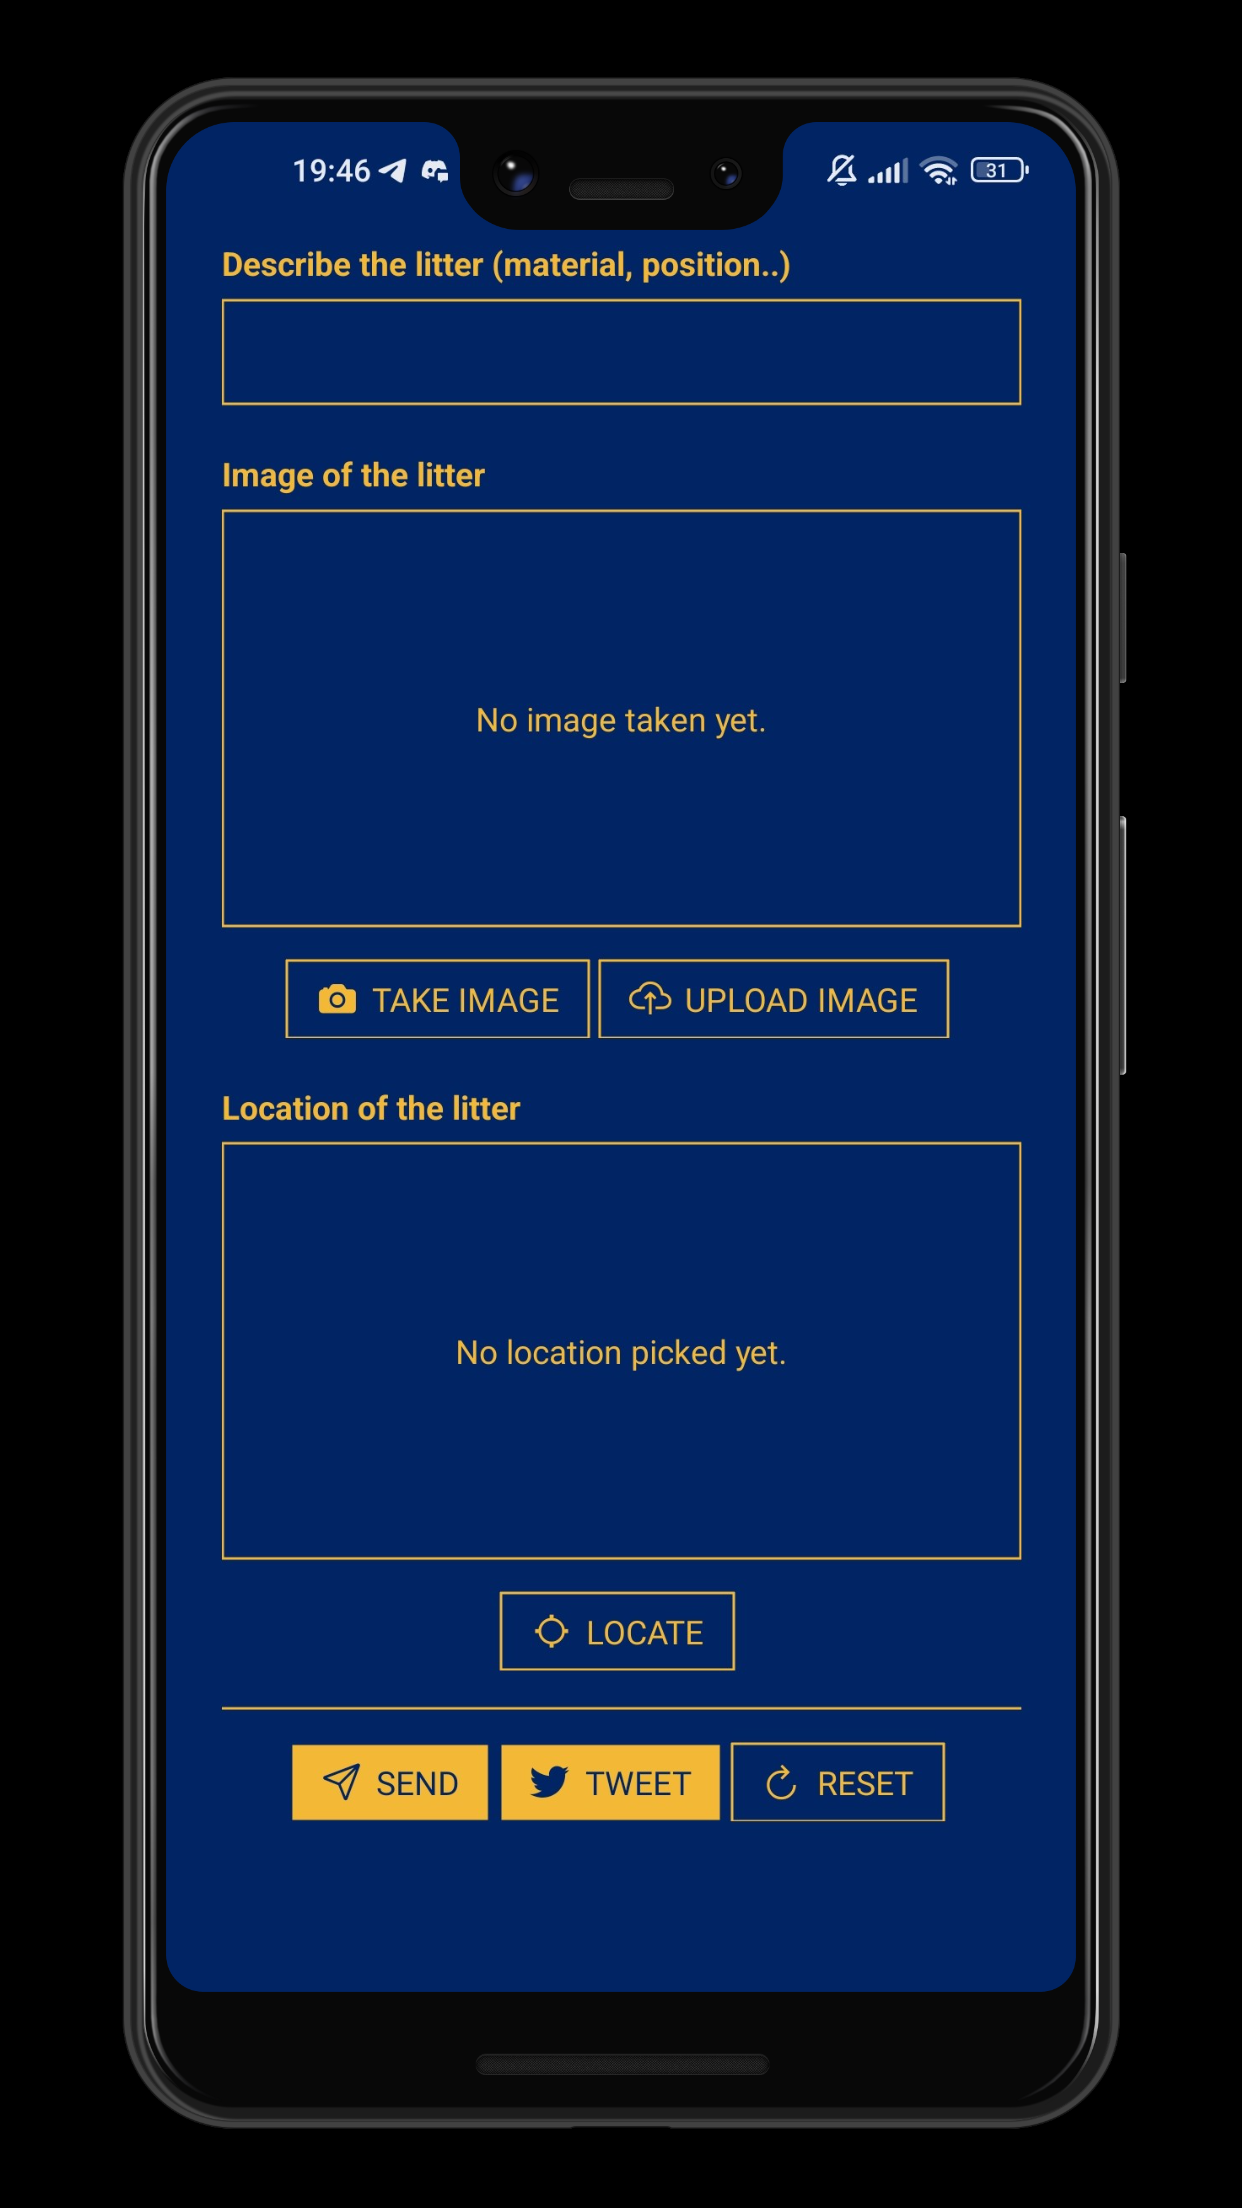 19:46
31
Describe the litter (material, position..)
Image of the litter
No image taken yet.
TAKE IMAGE UPLOAD IMAGE
Location of the litter
No location picked yet.
LOCATE
SEND TWEET RESET